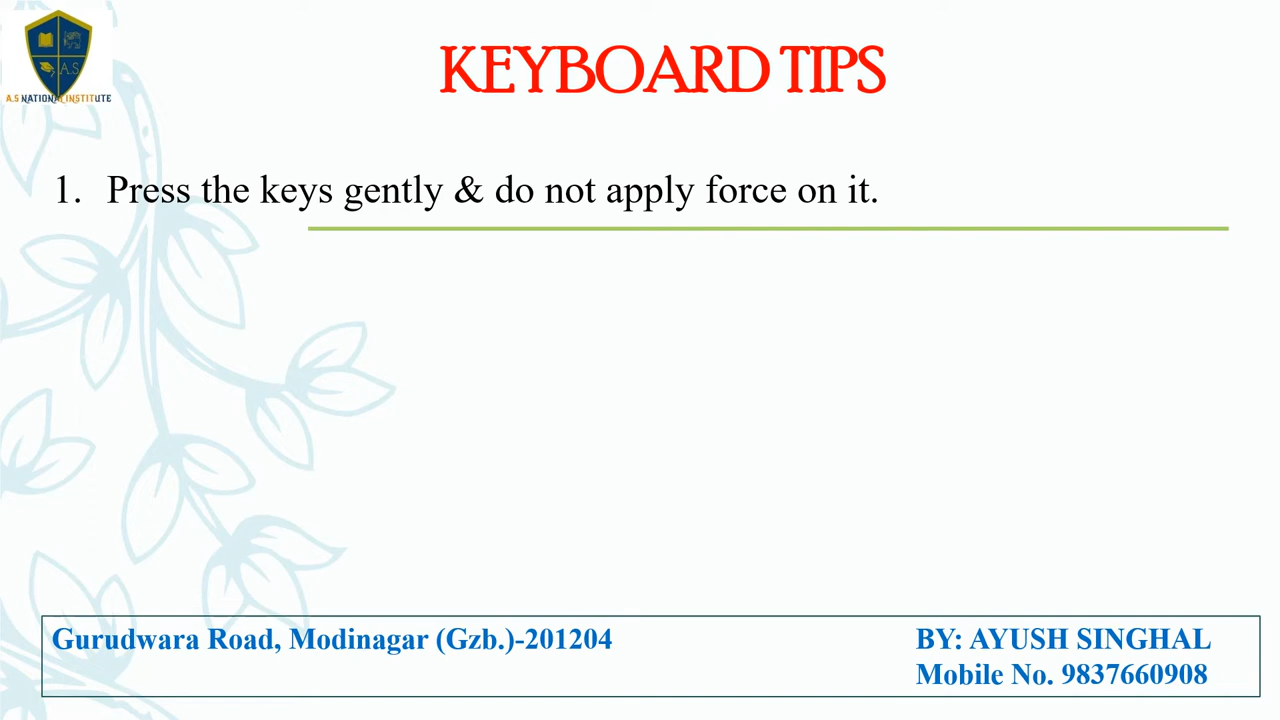 A.S
A.S NATIONAL INSTITUTE
KEYBOARD TIPS
1. Press the keys gently & do not apply force on it.
Gurudwara Road, Modinagar (Gzb.)-201204
BY: AYUSH SINGHAL
Mobile No. 9837660908